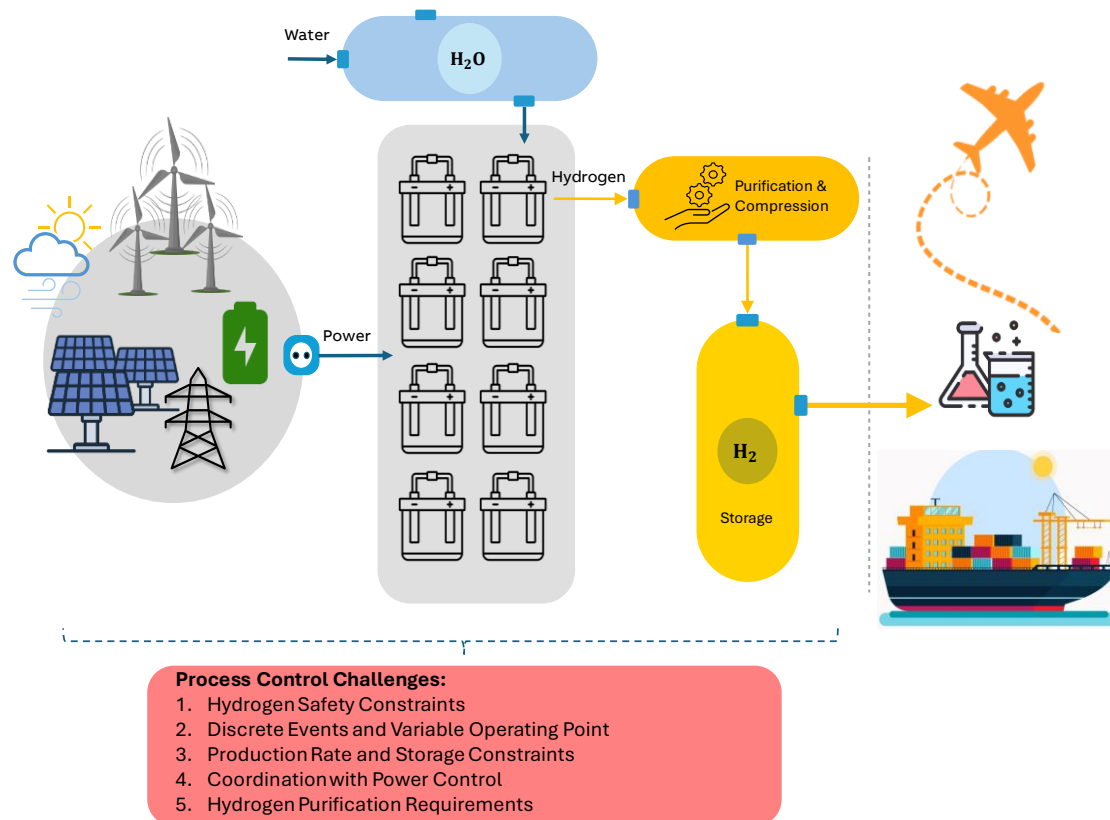 Water
H₂O
Hydrogen
Purification &
Compression
Power
H₂
Storage
Process Control Challenges:
1. Hydrogen Safety Constraints
2. Discrete Events and Variable Operating Point
3. Production Rate and Storage Constraints
4. Coordination with Power Control
5. Hydrogen Purification Requirements